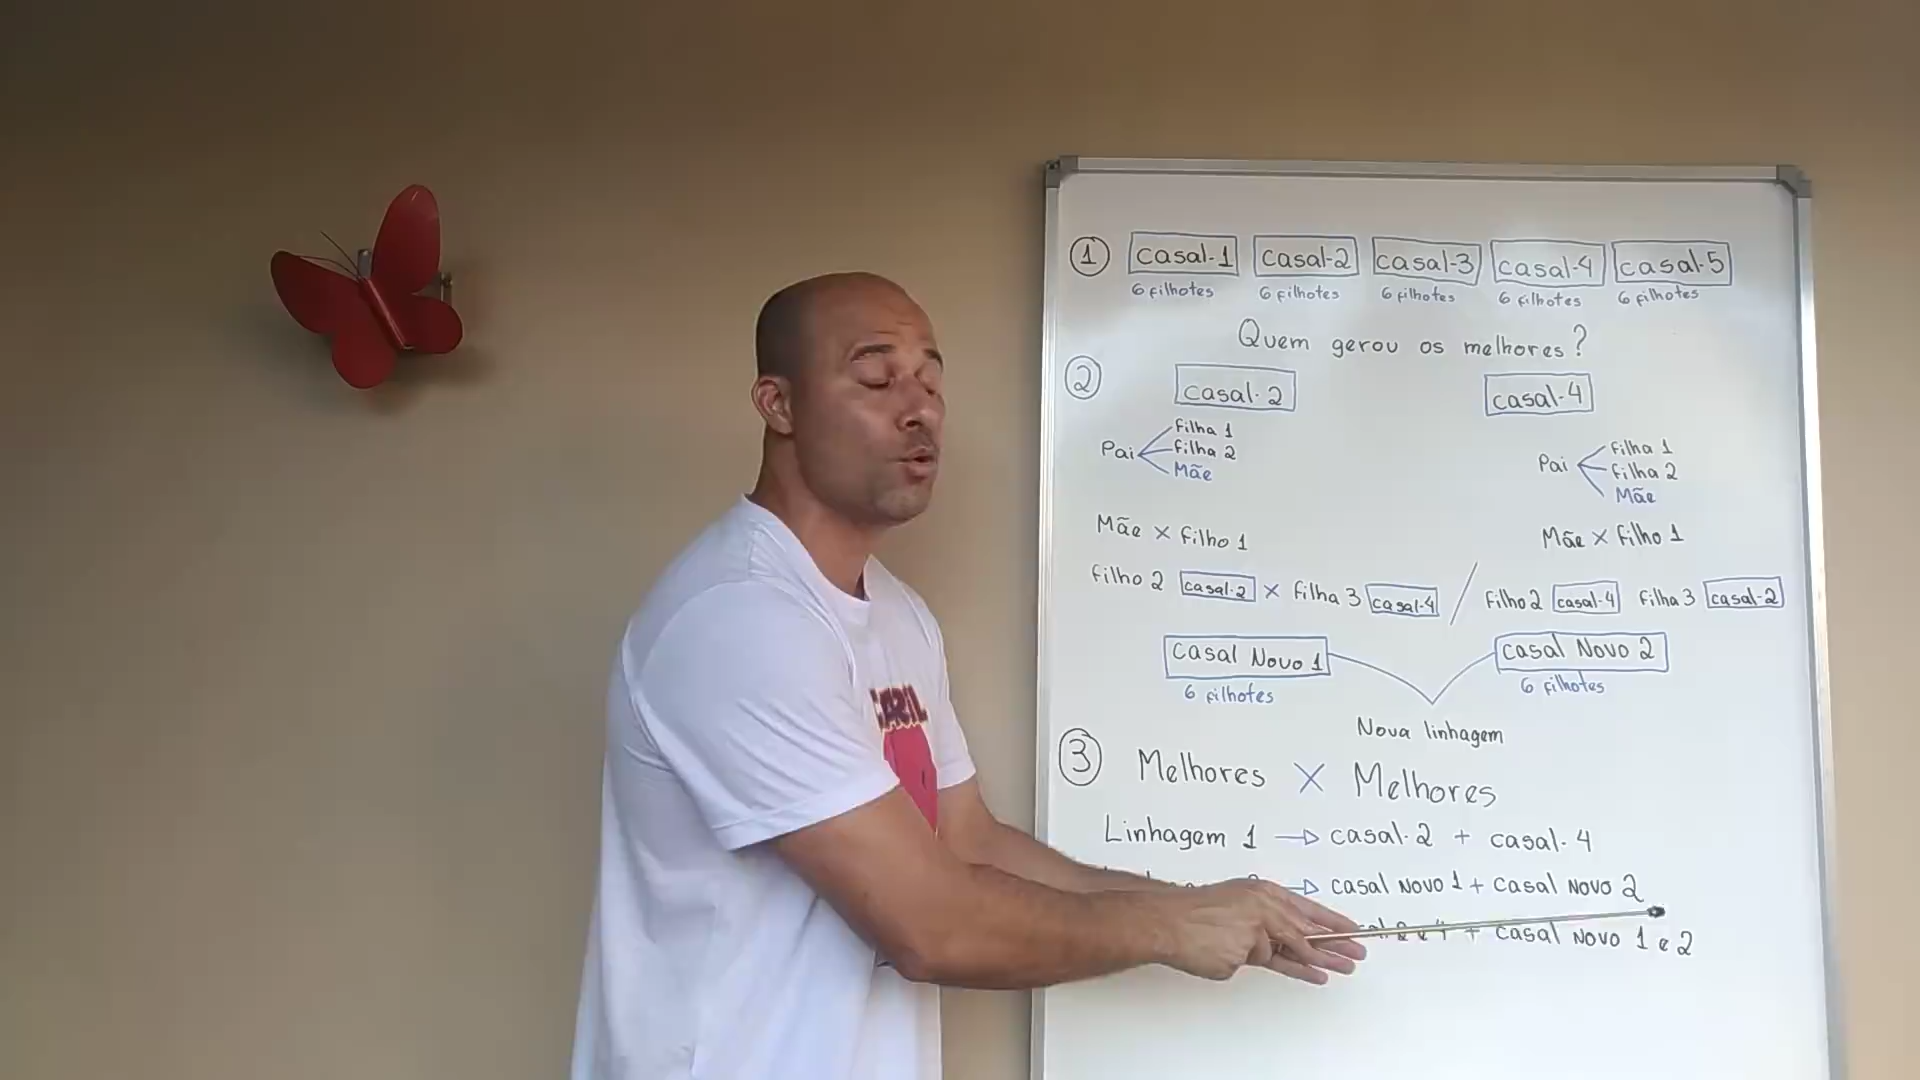 1 casal-1 casal-2 casal-3 casal-4 casal-5
6 filhotes 6 filhotes 6 filhotes 6 filhotes 6 filhotes
Quem gerou os melhores?
2 casal-2 casal-4
Pai filha 1
filha 2
Mãe
Pai filha 1
filha 2
Mãe
Mãe x filho 1 Mãe x filho 1
filho 2 casal-2 x filha 3 casal-4 / filho 2 casal-4 filha 3 casal-2
casal Novo 1 casal Novo 2
6 filhotes 6 filhotes
Nova linhagem
3 Melhores X Melhores
Linhagem 1 → casal-2 + casal-4
→ casal Novo 1 + casal Novo 2
+ casal Novo 1 e 2